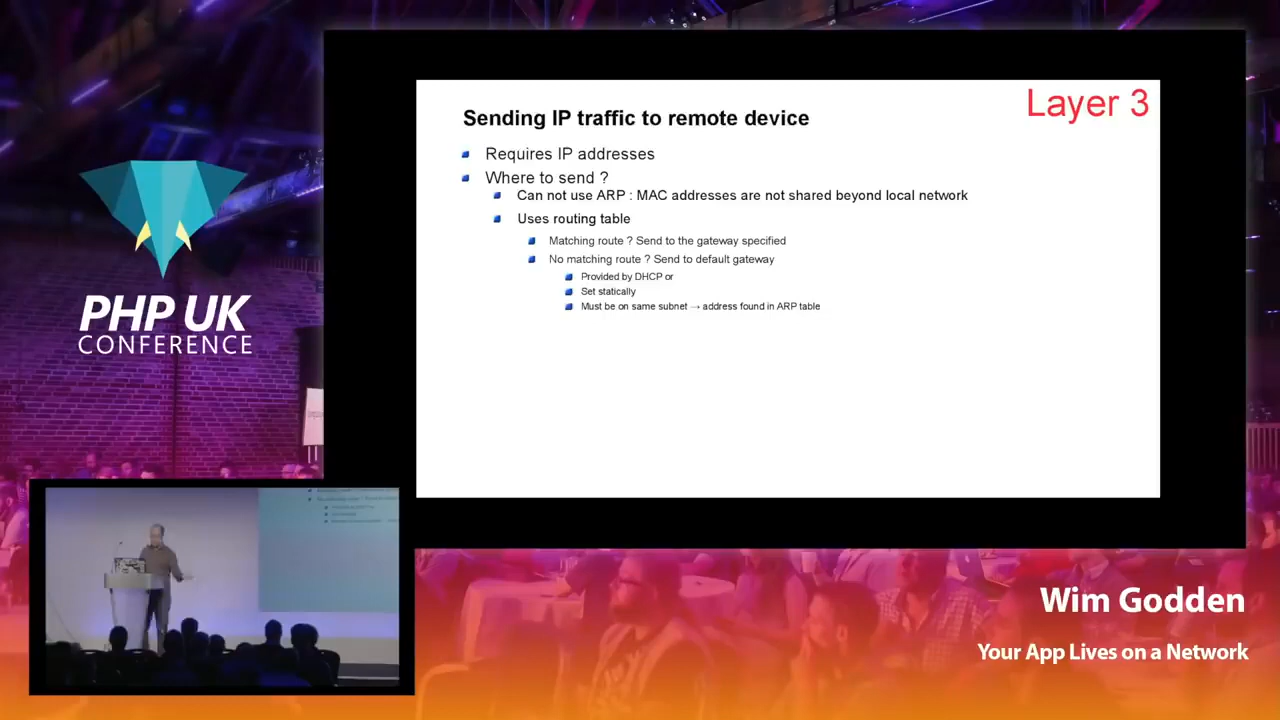 Layer 3
Sending IP traffic to remote device
Requires IP addresses
Where to send ?
Can not use ARP : MAC addresses are not shared beyond local network
Uses routing table
Matching route ? Send to the gateway specified
No matching route ? Send to default gateway
Provided by DHCP or
Set statically
Must be on same subnet → address found in ARP table
PHP UK
CONFERENCE
Wim Godden
Your App Lives on a Network